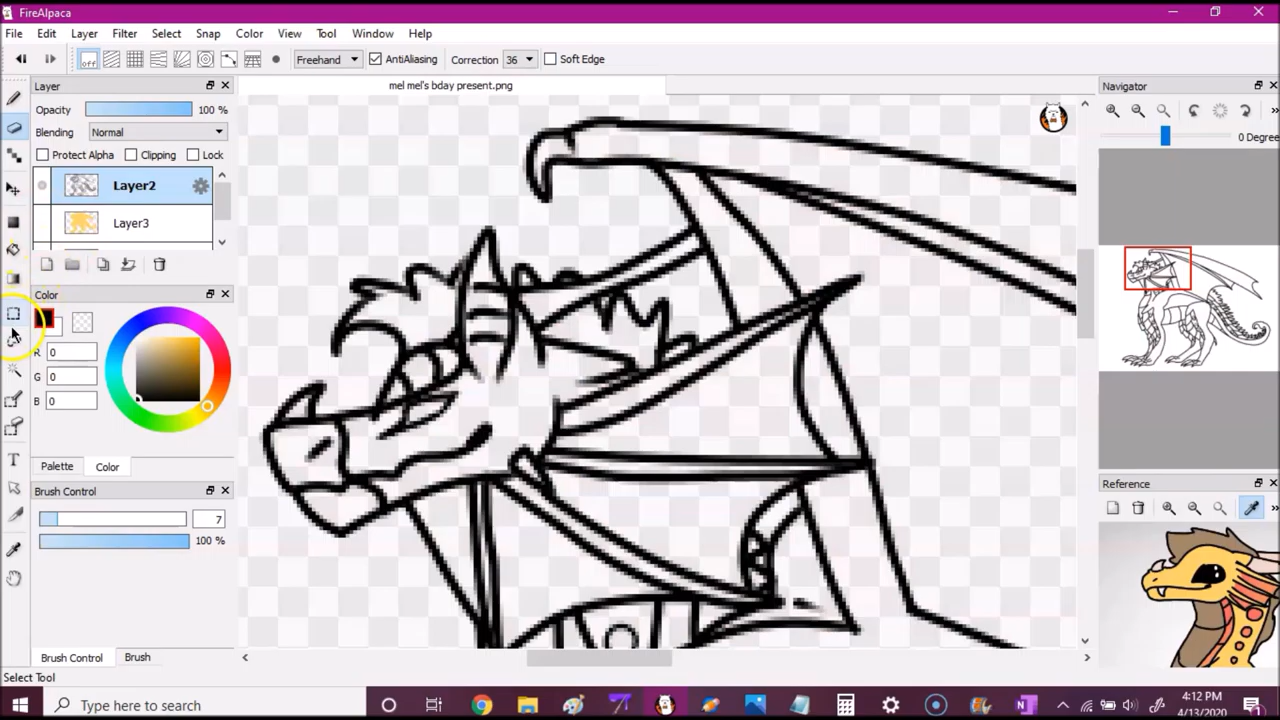 FireAlpaca
File Edit Layer Filter Select Snap Color View Tool Window Help
Off Freehand AntiAliasing Correction 36 Soft Edge
mel mel's bday present.png
Layer
Opacity 100 %
Blending Normal
Protect Alpha Clipping Lock
Layer2
Layer3
Color
R 0
G 0
B 0
Palette Color
Brush Control
7
100 %
Brush Control Brush
Select Tool
Navigator
0 Degree
Reference
Type here to search
4:12 PM
4/13/2020
1